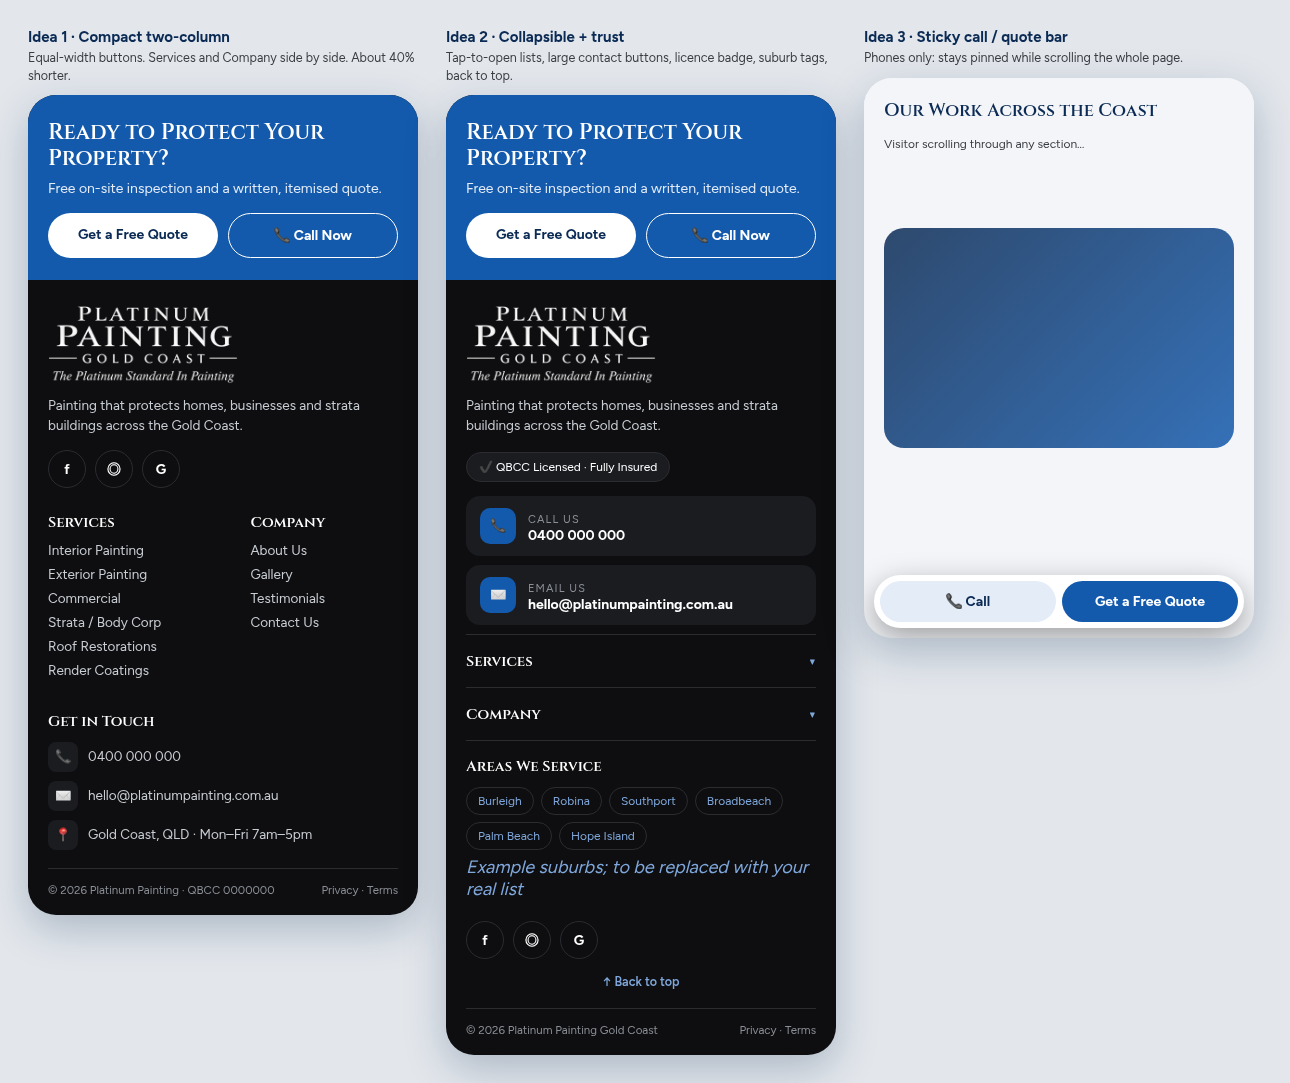 Idea 1 · Compact two-column
Equal-width buttons. Services and Company side by side. About 40%
shorter.
Ready to Protect Your
Property?
Free on-site inspection and a written, itemised quote.
Get a Free Quote
📞 Call Now
Platinum
Painting
Gold Coast
The Platinum Standard In Painting
Painting that protects homes, businesses and strata
buildings across the Gold Coast.
f
G
Services
Interior Painting
Exterior Painting
Commercial
Strata / Body Corp
Roof Restorations
Render Coatings
Company
About Us
Gallery
Testimonials
Contact Us
Get in Touch
0400 000 000
hello@platinumpainting.com.au
Gold Coast, QLD · Mon–Fri 7am–5pm
© 2026 Platinum Painting · QBCC 0000000
Privacy · Terms
Idea 2 · Collapsible + trust
Tap-to-open lists, large contact buttons, licence badge, suburb tags,
back to top.
Ready to Protect Your
Property?
Free on-site inspection and a written, itemised quote.
Get a Free Quote
📞 Call Now
Platinum
Painting
Gold Coast
The Platinum Standard In Painting
Painting that protects homes, businesses and strata
buildings across the Gold Coast.
✔ QBCC Licensed · Fully Insured
CALL US
0400 000 000
EMAIL US
hello@platinumpainting.com.au
Services ▾
Company ▾
Areas We Service
Burleigh
Robina
Southport
Broadbeach
Palm Beach
Hope Island
Example suburbs; to be replaced with your
real list
f
G
↑ Back to top
© 2026 Platinum Painting Gold Coast
Privacy · Terms
Idea 3 · Sticky call / quote bar
Phones only: stays pinned while scrolling the whole page.
Our Work Across the Coast
Visitor scrolling through any section…
📞 Call
Get a Free Quote